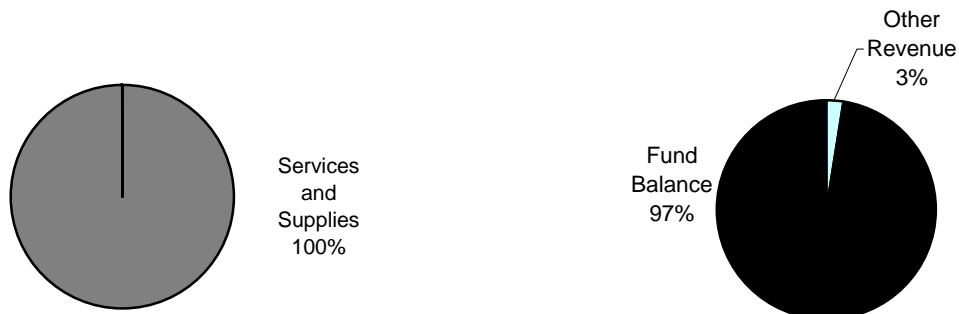 Services
and
Supplies
100%
Other
Revenue
3%
Fund
Balance
97%